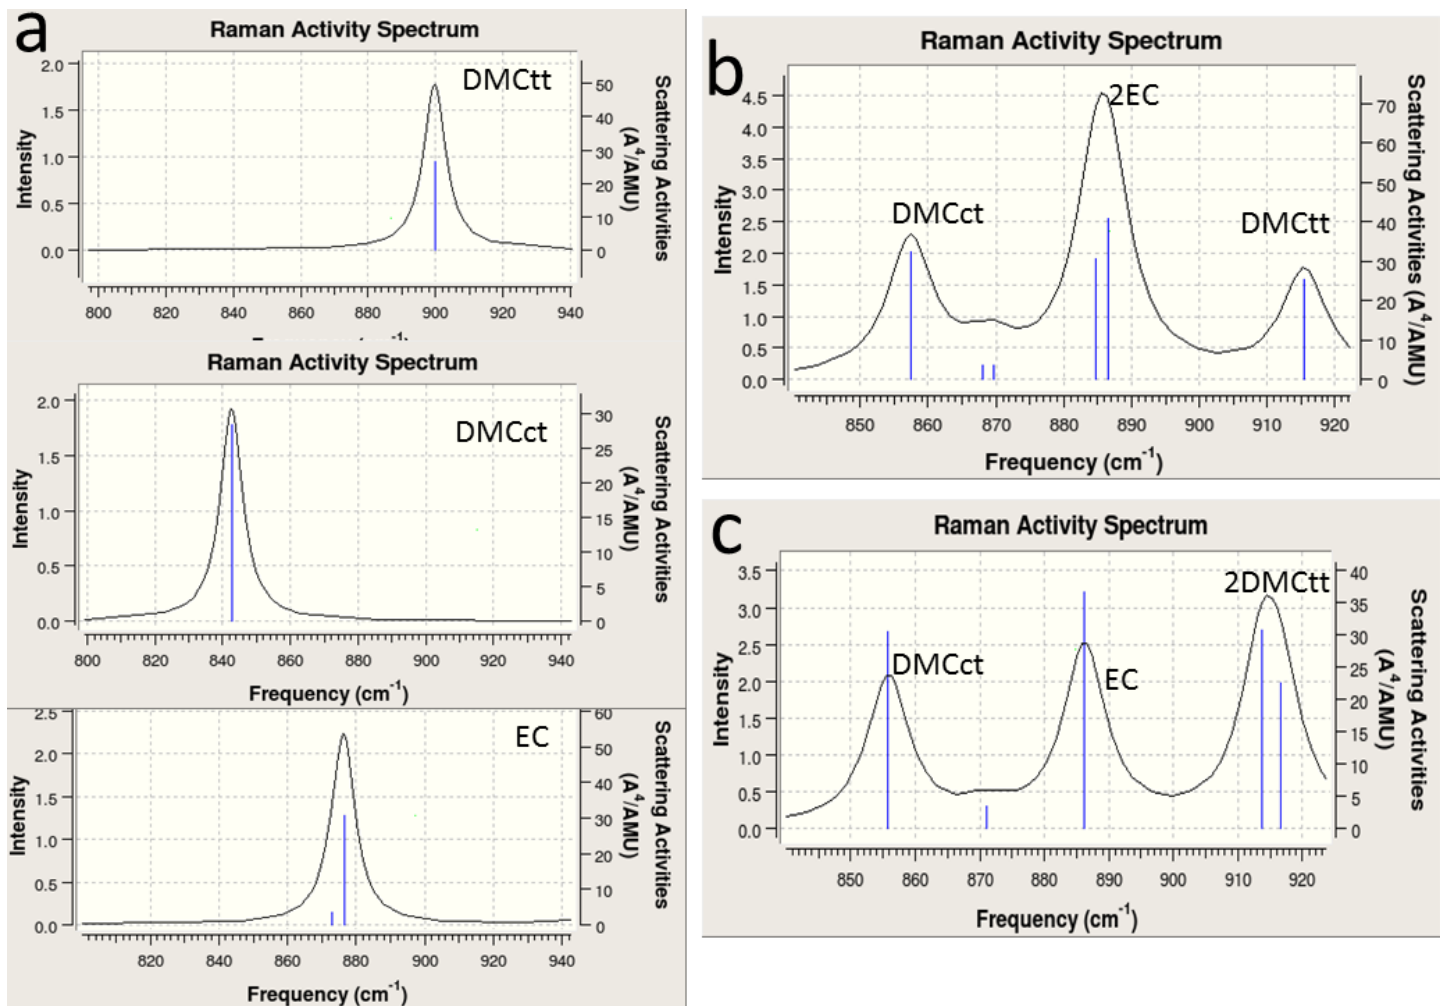 a
Raman Activity Spectrum
DMCtt
Intensity
2.0
1.5
1.0
0.5
0.0
50
40
30
20
10
0
Scattering Activities
(A⁴/AMU)
800 820 840 860 880 900 920 940
Raman Activity Spectrum
DMCct
Intensity
2.0
1.5
1.0
0.5
0.0
30
25
20
15
10
5
0
Scattering Activities
(A⁴/AMU)
800 820 840 860 880 900 920 940
Frequency (cm⁻¹)
EC
Intensity
2.5
2.0
1.5
1.0
0.5
0.0
60
50
40
30
20
10
0
Scattering Activities
(A⁴/AMU)
820 840 860 880 900 920 940
Frequency (cm⁻¹)
b
Raman Activity Spectrum
DMCct
2EC
DMCtt
Intensity
4.5
4.0
3.5
3.0
2.5
2.0
1.5
1.0
0.5
0.0
70
60
50
40
30
20
10
0
Scattering Activities (A⁴/AMU)
850 860 870 880 890 900 910 920
Frequency (cm⁻¹)
c
Raman Activity Spectrum
DMCct
EC
2DMCtt
Intensity
3.5
3.0
2.5
2.0
1.5
1.0
0.5
0.0
40
35
30
25
20
15
10
5
0
Scattering Activities
(A⁴/AMU)
850 860 870 880 890 900 910 920
Frequency (cm⁻¹)